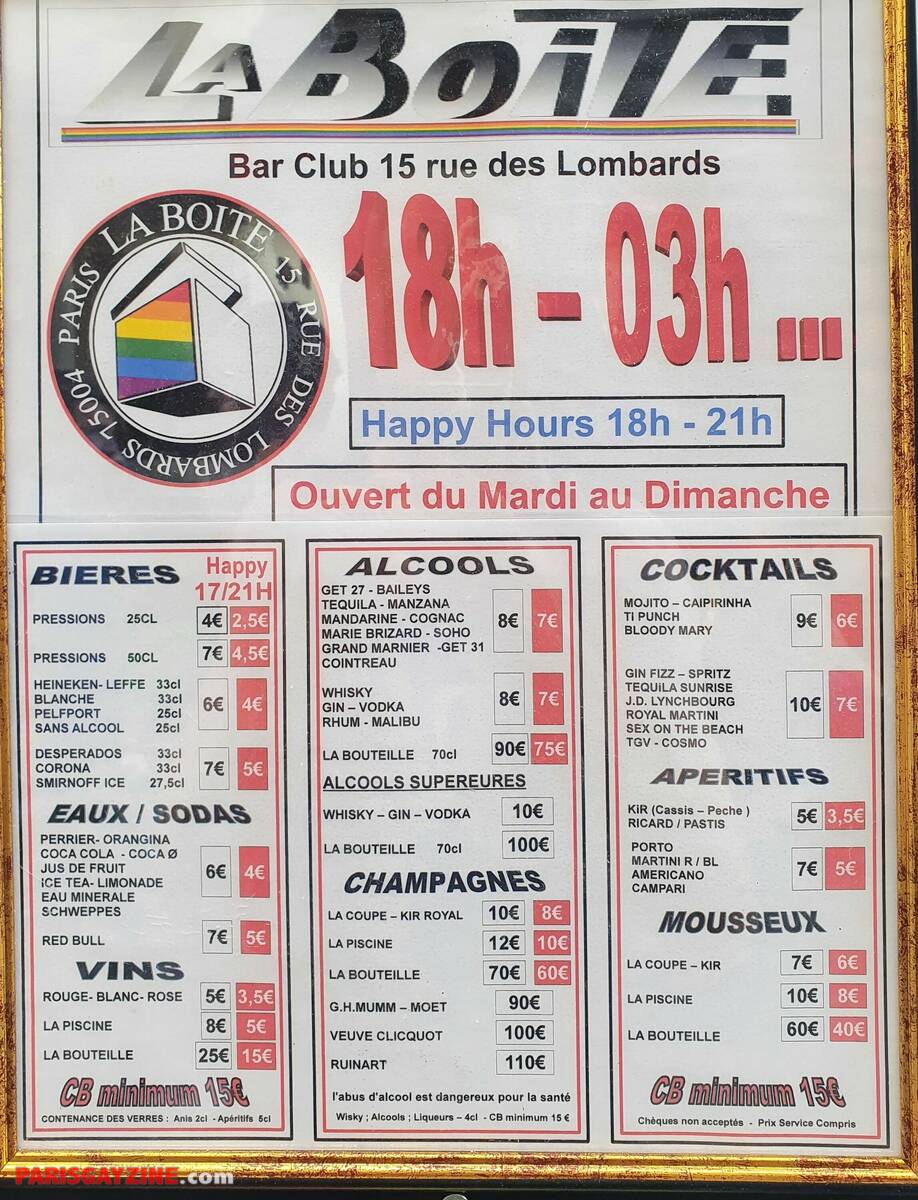 LA BOiTE
Bar Club 15 rue des Lombards
LA BOITE 15 RUE DES LOMBARDS 75004 PARIS
18h - 03h ...
Happy Hours 18h - 21h
Ouvert du Mardi au Dimanche
BIERES Happy
17/21H
PRESSIONS 25CL 4€ 2,5€
PRESSIONS 50CL 7€ 4,5€
HEINEKEN- LEFFE 33cl
BLANCHE 33cl
PELFPORT 25cl
SANS ALCOOL 25cl
6€ 4€
DESPERADOS 33cl
CORONA 33cl
SMIRNOFF ICE 27,5cl
7€ 5€
EAUX / SODAS
PERRIER- ORANGINA
COCA COLA - COCA Ø
JUS DE FRUIT
iCE TEA- LIMONADE
EAU MINERALE
SCHWEPPES
6€ 4€
RED BULL 7€ 5€
VINS
ROUGE- BLANC- ROSE 5€ 3,5€
LA PISCINE 8€ 5€
LA BOUTEILLE 25€ 15€
CB minimum 15€
CONTENANCE DES VERRES : Anis 2cl - Apéritifs 5cl
ALCOOLS
GET 27 - BAILEYS
TEQUILA - MANZANA
MANDARINE - COGNAC
MARIE BRIZARD - SOHO
GRAND MARNIER -GET 31
COINTREAU
8€ 7€
WHISKY
GIN – VODKA
RHUM - MALIBU
8€ 7€
LA BOUTEILLE 70cl 90€ 75€
ALCOOLS SUPEREURES
WHISKY – GIN – VODKA 10€
LA BOUTEILLE 70cl 100€
CHAMPAGNES
LA COUPE – KIR ROYAL 10€ 8€
LA PISCINE 12€ 10€
LA BOUTEILLE 70€ 60€
G.H.MUMM – MOET 90€
VEUVE CLICQUOT 100€
RUINART 110€
l'abus d'alcool est dangereux pour la santé
Wisky ; Alcools ; Liqueurs – 4cl - CB minimum 15 €
COCKTAILS
MOJITO – CAIPIRINHA
TI PUNCH
BLOODY MARY
9€ 6€
GIN FIZZ – SPRITZ
TEQUiLA SUNRISE
J.D. LYNCHBOURG
ROYAL MARTINI
SEX ON THE BEACH
TGV - COSMO
10€ 7€
APERITIFS
KiR (Cassis – Peche )
RICARD / PASTIS
5€ 3,5€
PORTO
MARTINI R / BL
AMERICANO
CAMPARI
7€ 5€
MOUSSEUX
LA COUPE – KIR 7€ 6€
LA PISCINE 10€ 8€
LA BOUTEILLE 60€ 40€
CB minimum 15€
Chèques non acceptés - Prix Service Compris
PARISGAYZINE.com